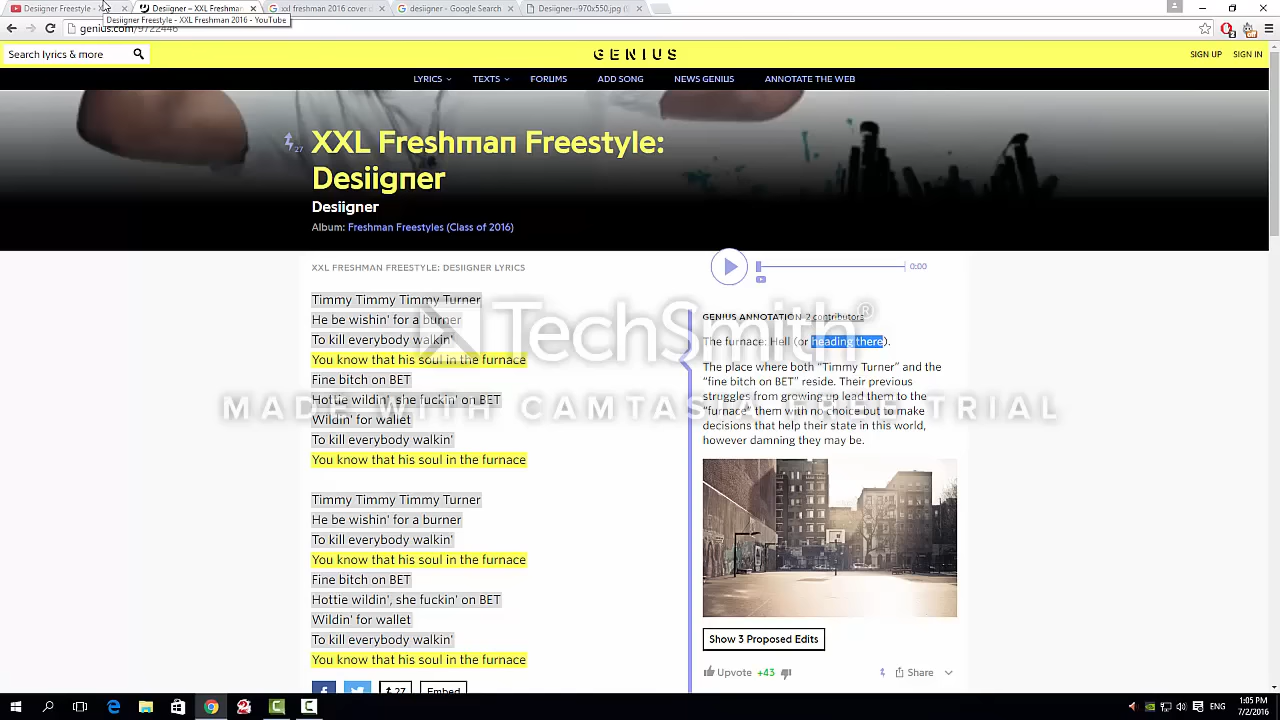 Desiigner Freestyle - X
Desiigner – XXL Freshman
xxl freshman 2016 cover
desiigner - Google Search
Desiigner--970x550.jpg (
Desiigner Freestyle - XXL Freshman 2016 - YouTube
genius.com/9722446
Search lyrics & more
GENIUS
SIGN UP
SIGN IN
LYRICS
TEXTS
FORUMS
ADD SONG
NEWS GENIUS
ANNOTATE THE WEB
27
XXL Freshman Freestyle:
Desiigner
Desiigner
Album: Freshman Freestyles (Class of 2016)
XXL FRESHMAN FREESTYLE: DESIIGNER LYRICS
Timmy Timmy Timmy Turner
He be wishin' for a burner
To kill everybody walkin'
You know that his soul in the furnace
Fine bitch on BET
Hottie wildin', she fuckin' on BET
Wildin' for wallet
To kill everybody walkin'
You know that his soul in the furnace
Timmy Timmy Timmy Turner
He be wishin' for a burner
To kill everybody walkin'
You know that his soul in the furnace
Fine bitch on BET
Hottie wildin', she fuckin' on BET
Wildin' for wallet
To kill everybody walkin'
You know that his soul in the furnace
27
Embed
0:00
GENIUS ANNOTATION 2 contributors
The furnace: Hell (or heading there).
The place where both “Timmy Turner” and the
“fine bitch on BET” reside. Their previous
struggles from growing up lead them to the
“furnace” them with no choice but to make
decisions that help their state in this world,
however damning they may be.
Show 3 Proposed Edits
Upvote +43
Share
TechSmith®
MADE WITH CAMTASIA FREE TRIAL
ENG
1:05 PM
7/2/2016